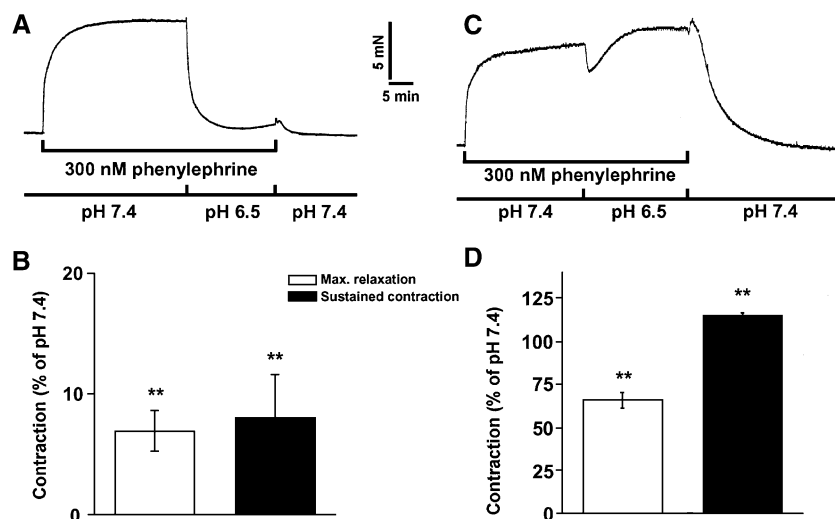 A
5 mN
5 min
300 nM phenylephrine
pH 7.4
pH 6.5
pH 7.4
C
300 nM phenylephrine
pH 7.4
pH 6.5
pH 7.4
B
Contraction (% of pH 7.4)
20
10
0
**
**
Max. relaxation
Sustained contraction
D
Contraction (% of pH 7.4)
125
100
75
50
25
0
**
**